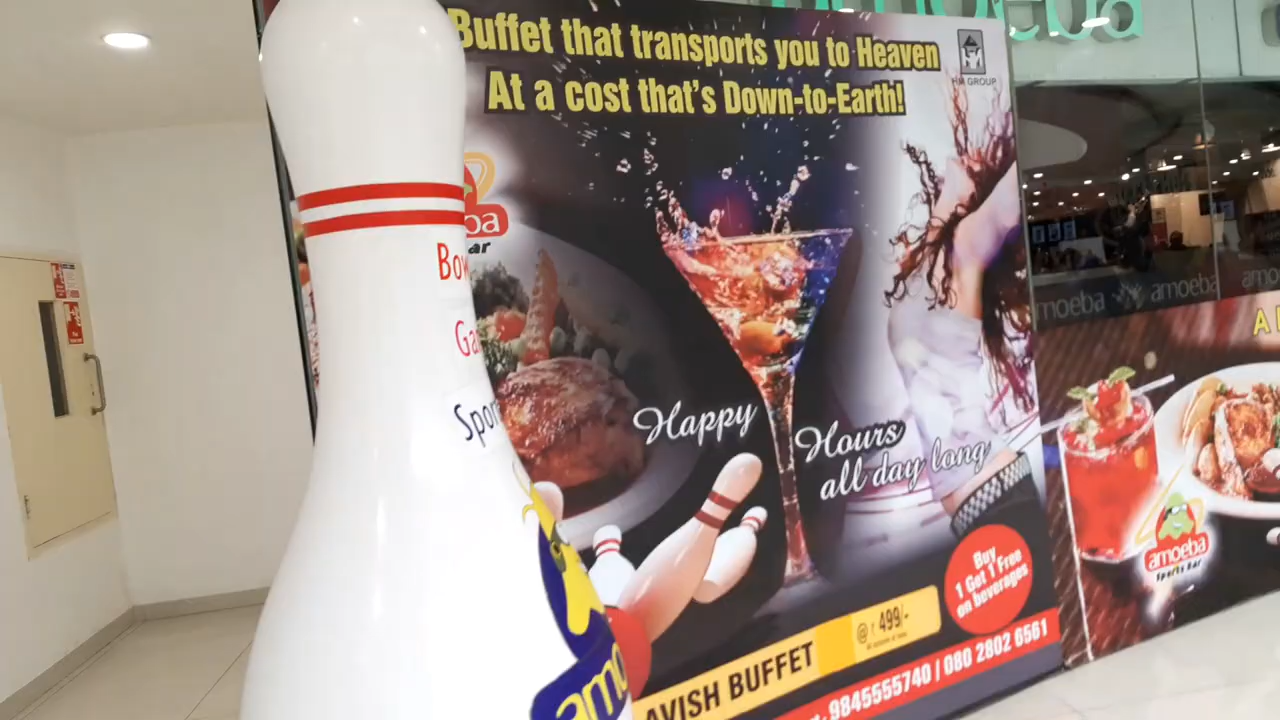 Buffet that transports you to Heaven
At a cost that's Down-to-Earth!
HM GROUP
Happy
Hours
all day long
Buy
1 Get 1 Free
on beverages
AVISH BUFFET
@ ₹ 499/-
9845555740 | 080 2802 6561
amoeba
amoeba
amoeba
Sports Bar